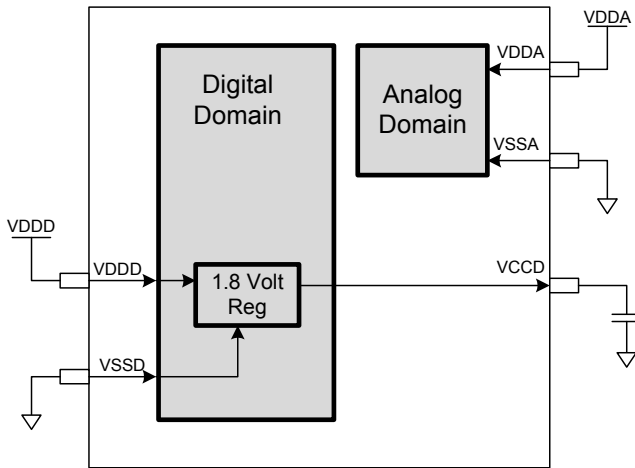 VDDA
Digital
Domain
VDDA
Analog
Domain
VSSA
VDDD
VDDD
1.8 Volt
Reg
VCCD
VSSD